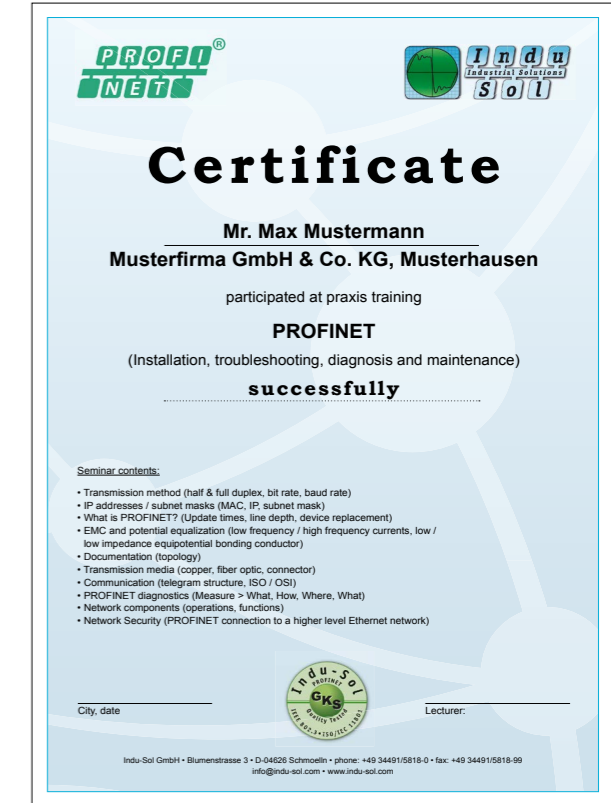 PROFI®
NET
Indu
Industrial Solutions
Sol
Certificate
Mr. Max Mustermann
Musterfirma GmbH & Co. KG, Musterhausen
participated at praxis training
PROFINET
(Installation, troubleshooting, diagnosis and maintenance)
successfully
Seminar contents:
• Transmission method (half & full duplex, bit rate, baud rate)
• IP addresses / subnet masks (MAC, IP, subnet mask)
• What is PROFINET? (Update times, line depth, device replacement)
• EMC and potential equalization (low frequency / high frequency currents, low /
low impedance equipotential bonding conductor)
• Documentation (topology)
• Transmission media (copper, fiber optic, connector)
• Communication (telegram structure, ISO / OSI)
• PROFINET diagnostics (Measure > What, How, Where, What)
• Network components (operations, functions)
• Network Security (PROFINET connection to a higher level Ethernet network)
Indu-Sol
PROFINET
GKS
Quality Tested
IEEE 802.3 • ISO/IEC 11801
City, date
Lecturer:
Indu-Sol GmbH • Blumenstrasse 3 • D-04626 Schmoelln • phone: +49 34491/5818-0 • fax: +49 34491/5818-99
info@indu-sol.com • www.indu-sol.com